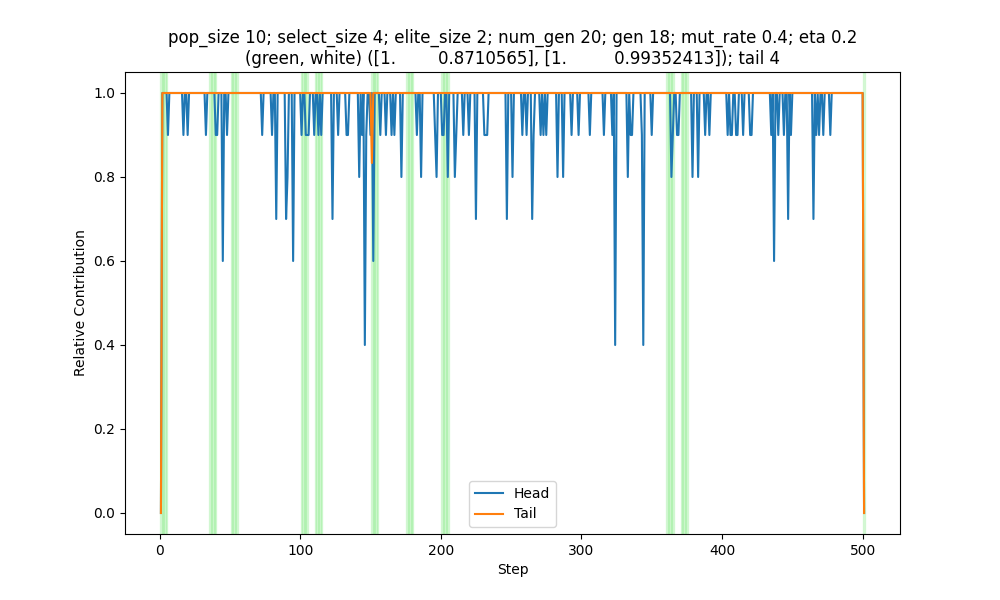 pop_size 10; select_size 4; elite_size 2; num_gen 20; gen 18; mut_rate 0.4; eta 0.2
(green, white) ([1.         0.8710565], [1.         0.99352413]); tail 4
1.0
0.8
0.6
0.4
0.2
0.0
Relative Contribution
Head
Tail
0
100
200
300
400
500
Step